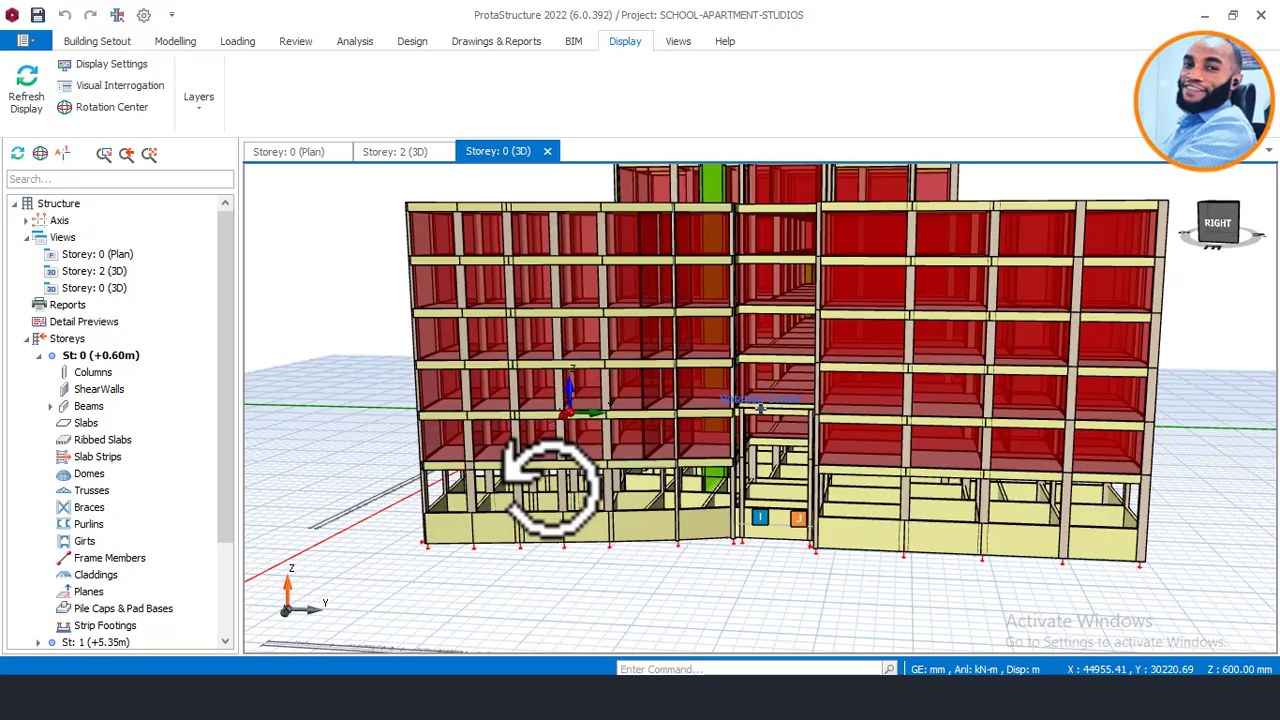 ProtaStructure 2022 (6.0.392) / Project: SCHOOL-APARTMENT-STUDIOS
Building Setout
Modelling
Loading
Review
Analysis
Design
Drawings & Reports
BIM
Display
Views
Help
Refresh
Display
Display Settings
Visual Interrogation
Rotation Center
Layers
Storey: 0 (Plan)
Storey: 2 (3D)
Storey: 0 (3D)
Search...
Structure
Axis
Views
Storey: 0 (Plan)
Storey: 2 (3D)
Storey: 0 (3D)
Reports
Detail Previews
Storeys
St: 0 (+0.60m)
Columns
ShearWalls
Beams
Slabs
Ribbed Slabs
Slab Strips
Domes
Trusses
Braces
Purlins
Girts
Frame Members
Claddings
Planes
Pile Caps & Pad Bases
Strip Footings
St: 1 (+5.35m)
RIGHT
Z
Y
I
J
Z
Y
Activate Windows
Go to Settings to activate Windows.
Enter Command...
GE: mm, Anl: kN-m, Disp: m
X : 44955.41, Y : 30220.69
Z : 600.00 mm